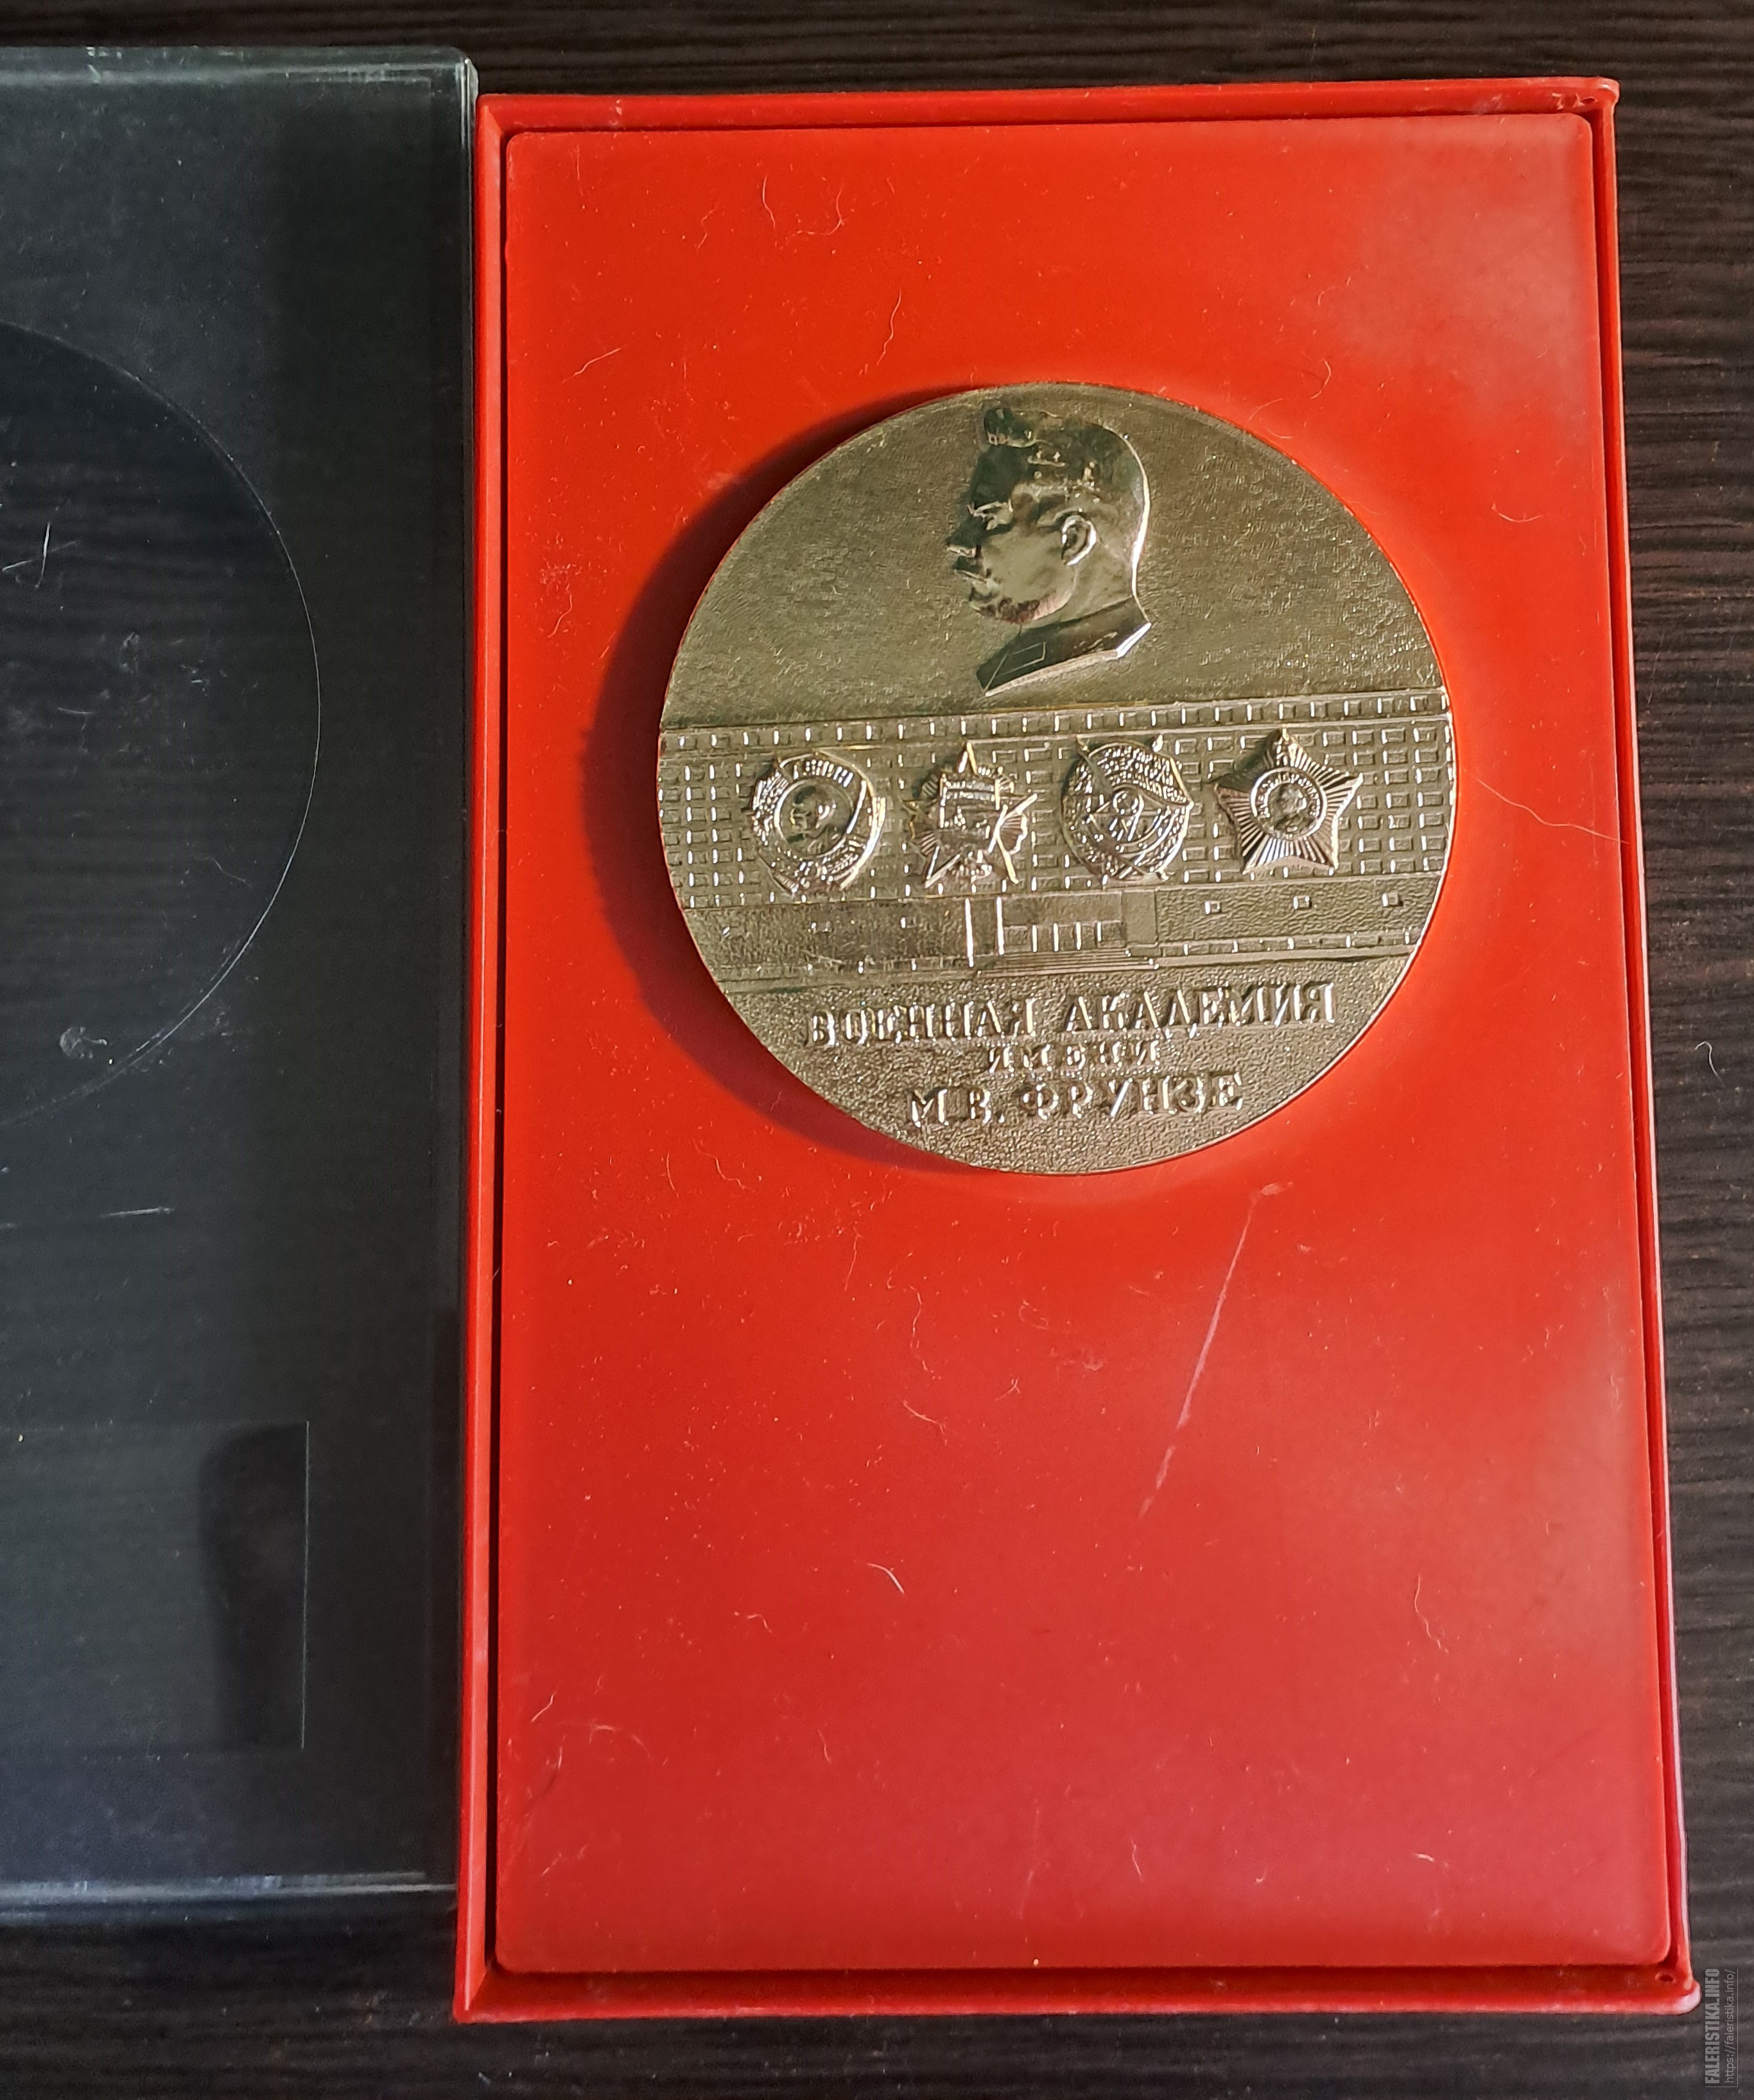 ВОЕННАЯ АКАДЕМИЯ
ИМЕНИ
М.В. ФРУНЗЕ
FALERISTIKA.INFO
https://faleristika.info/